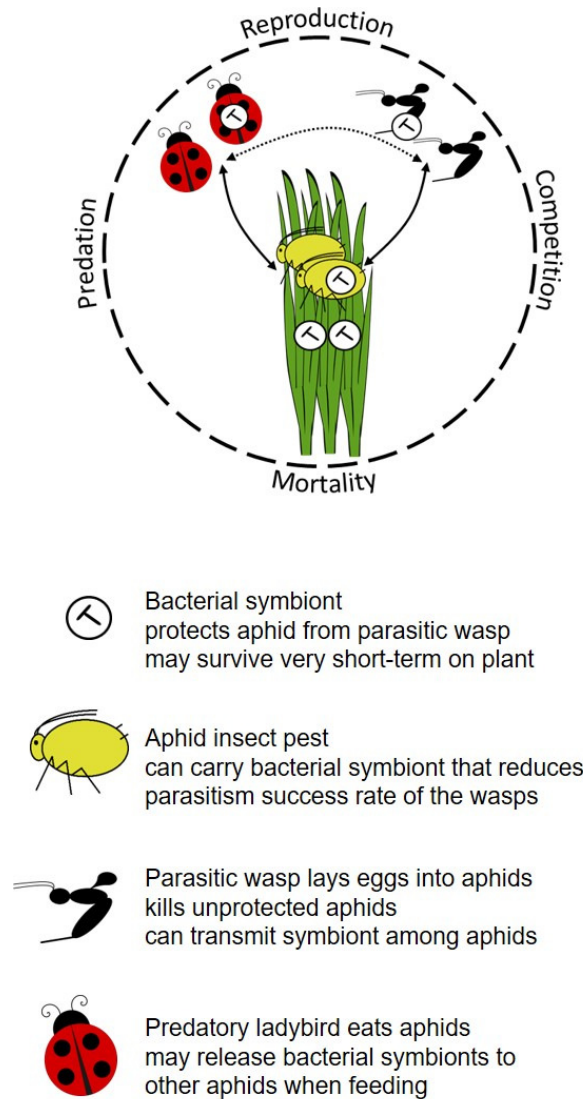 Reproduction
Predation
Competition
T
T
T
T
T
Mortality
T
Bacterial symbiont
protects aphid from parasitic wasp
may survive very short-term on plant
Aphid insect pest
can carry bacterial symbiont that reduces
parasitism success rate of the wasps
Parasitic wasp lays eggs into aphids
kills unprotected aphids
can transmit symbiont among aphids
Predatory ladybird eats aphids
may release bacterial symbionts to
other aphids when feeding